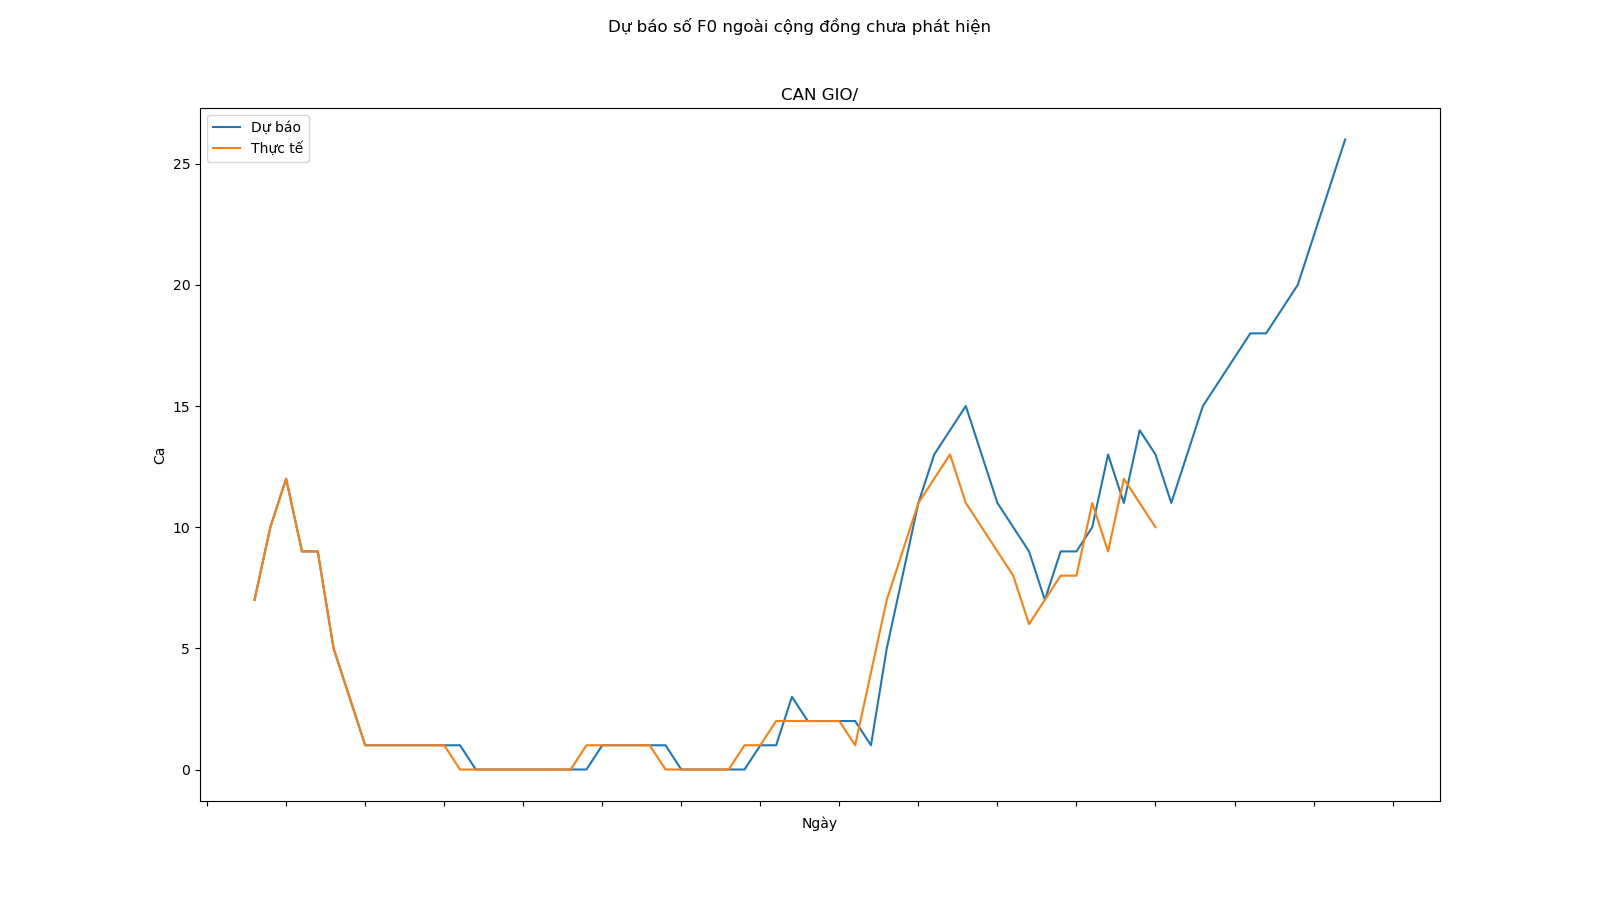 Dự báo số F0 ngoài cộng đồng chưa phát hiện
CAN GIO/
Dự báo
Thực tế
25
20
15
10
5
0
Ca
Ngày